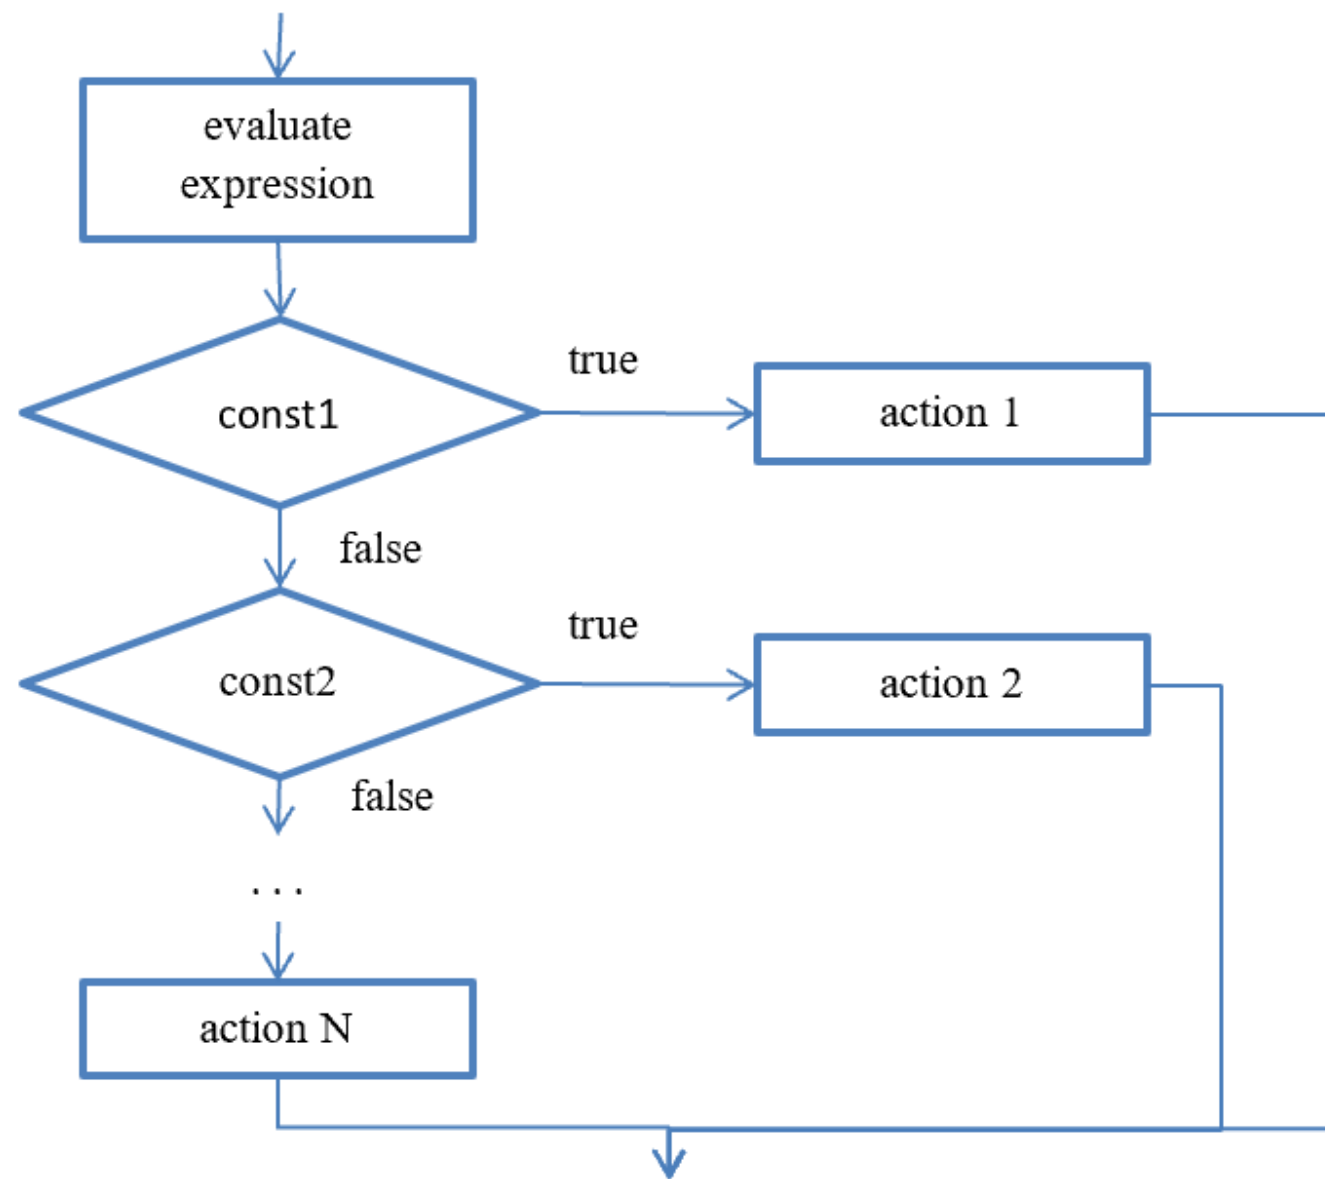 evaluate
expression
true
const1
action 1
false
true
const2
action 2
false
...
action N